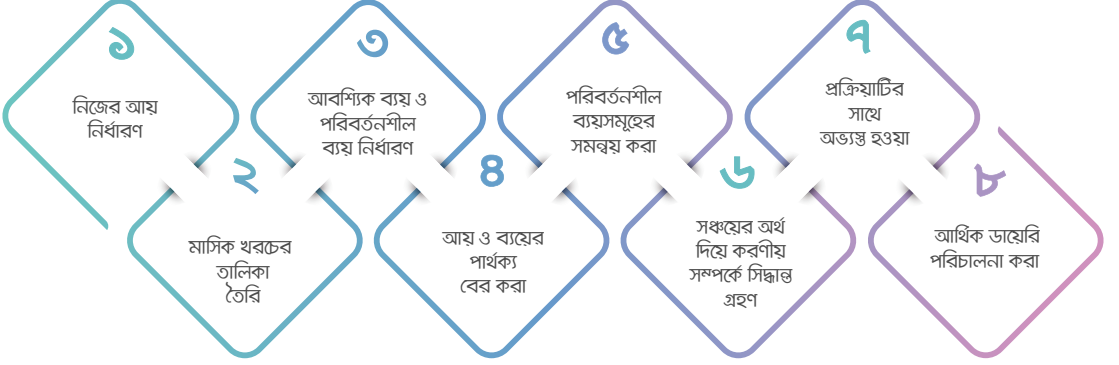 ১
নিজের আয়
নির্ধারণ
২
মাসিক খরচের
তালিকা
তৈরি
৩
আবশ্যিক ব্যয় ও
পরিবর্তনশীল
ব্যয় নির্ধারণ
৪
আয় ও ব্যয়ের
পার্থক্য
বের করা
৫
পরিবর্তনশীল
ব্যয়সমূহের
সমন্বয় করা
৬
সঞ্চয়ের অর্থ
দিয়ে করণীয়
সম্পর্কে সিদ্ধান্ত
গ্রহণ
৭
প্রক্রিয়াটির
সাথে
অভ্যস্ত হওয়া
৮
আর্থিক ডায়েরি
পরিচালনা করা